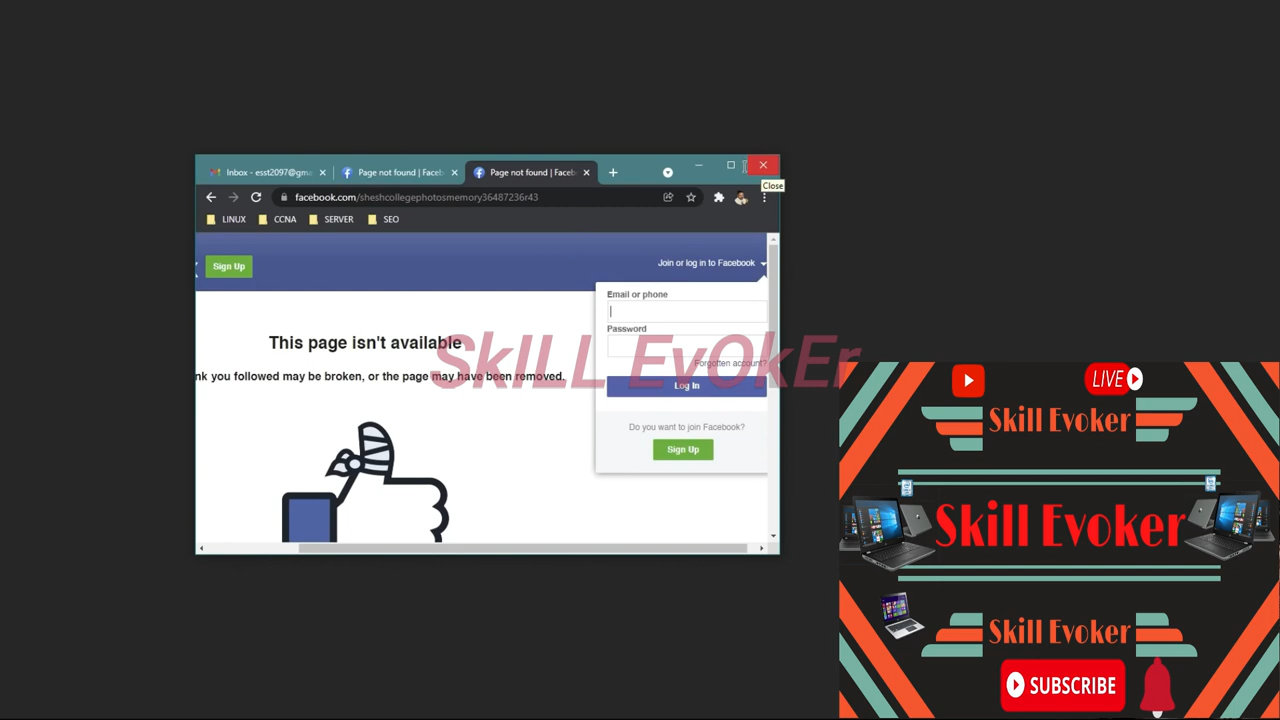 Inbox - esst2097@gma
Page not found | Faceb
Page not found | Faceb
Close
facebook.com/sheshcollegephotosmemory36487236r43
LINUX
CCNA
SERVER
SEO
Sign Up
Join or log in to Facebook
Email or phone
Password
Forgotten account?
Log In
Do you want to join Facebook?
Sign Up
This page isn't available
nk you followed may be broken, or the page may have been removed.
SkILL EvOkEr
LIVE
Skill Evoker
Skill Evoker
Skill Evoker
SUBSCRIBE